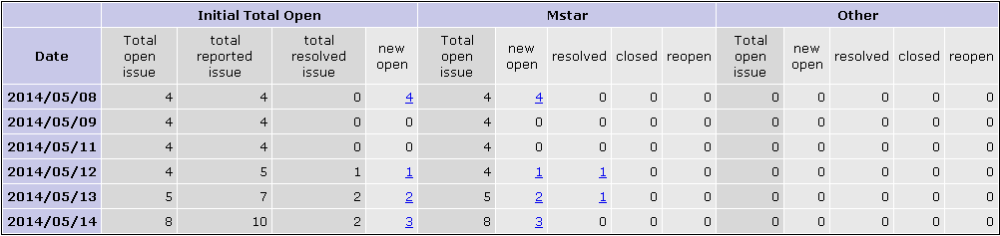 Initial Total Open Mstar Other
Date Total open issue total reported issue total resolved issue new open Total open issue new open resolved closed reopen Total open issue new open resolved closed reopen
2014/05/08 4 4 0 4 4 4 0 0 0 0 0 0 0 0
2014/05/09 4 4 0 0 4 0 0 0 0 0 0 0 0 0
2014/05/11 4 4 0 0 4 0 0 0 0 0 0 0 0 0
2014/05/12 4 5 1 1 4 1 1 0 0 0 0 0 0 0
2014/05/13 5 7 2 2 5 2 1 0 0 0 0 0 0 0
2014/05/14 8 10 2 3 8 3 0 0 0 0 0 0 0 0